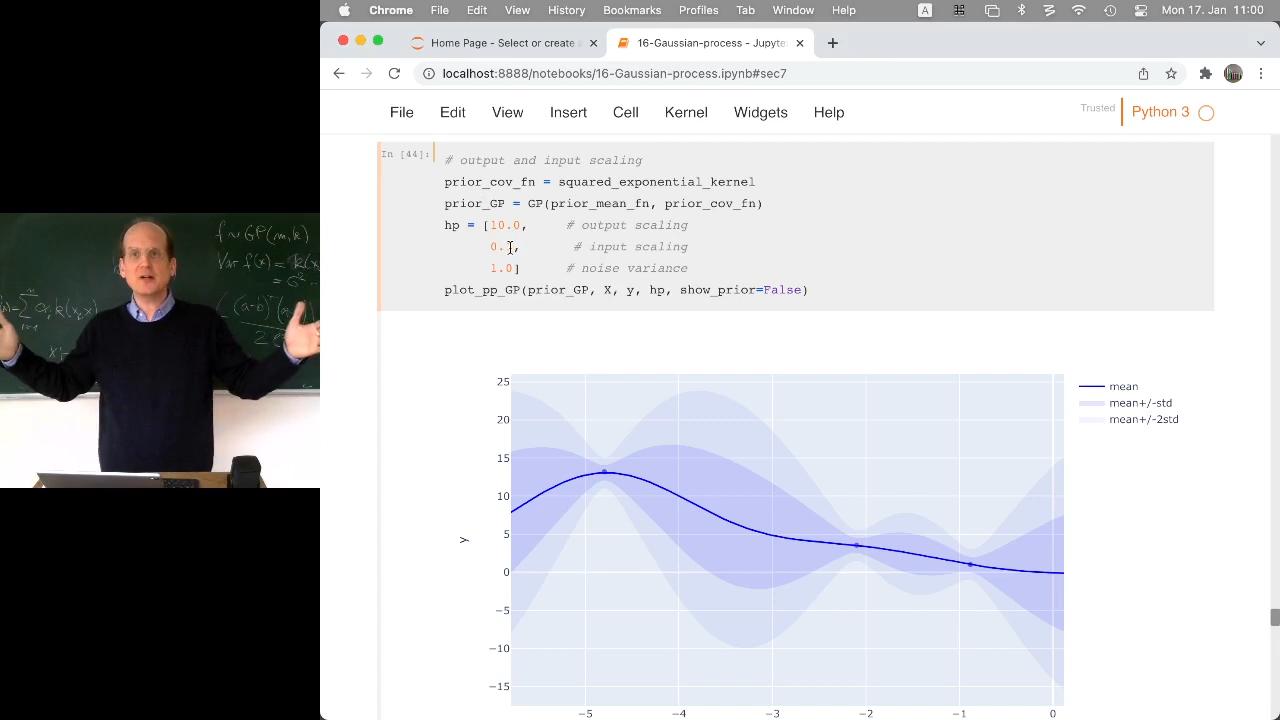 Chrome File Edit View History Bookmarks Profiles Tab Window Help A Mon 17. Jan 11:00
Home Page - Select or create a
16-Gaussian-process - Jupyte
localhost:8888/notebooks/16-Gaussian-process.ipynb#sec7
File Edit View Insert Cell Kernel Widgets Help Trusted Python 3
In [44]:
# output and input scaling
prior_cov_fn = squared_exponential_kernel
prior_GP = GP(prior_mean_fn, prior_cov_fn)
hp = [10.0, # output scaling
# input scaling
1.0] # noise variance
plot_pp_GP(prior_GP, X, y, hp, show_prior=False)
f ~ GP(m,k)
Var f(x) =
mean
mean+/-std
mean+/-2std
25
20
15
10
5
0
−5
−10
−15
y
−5 −4 −3 −2 −1 0